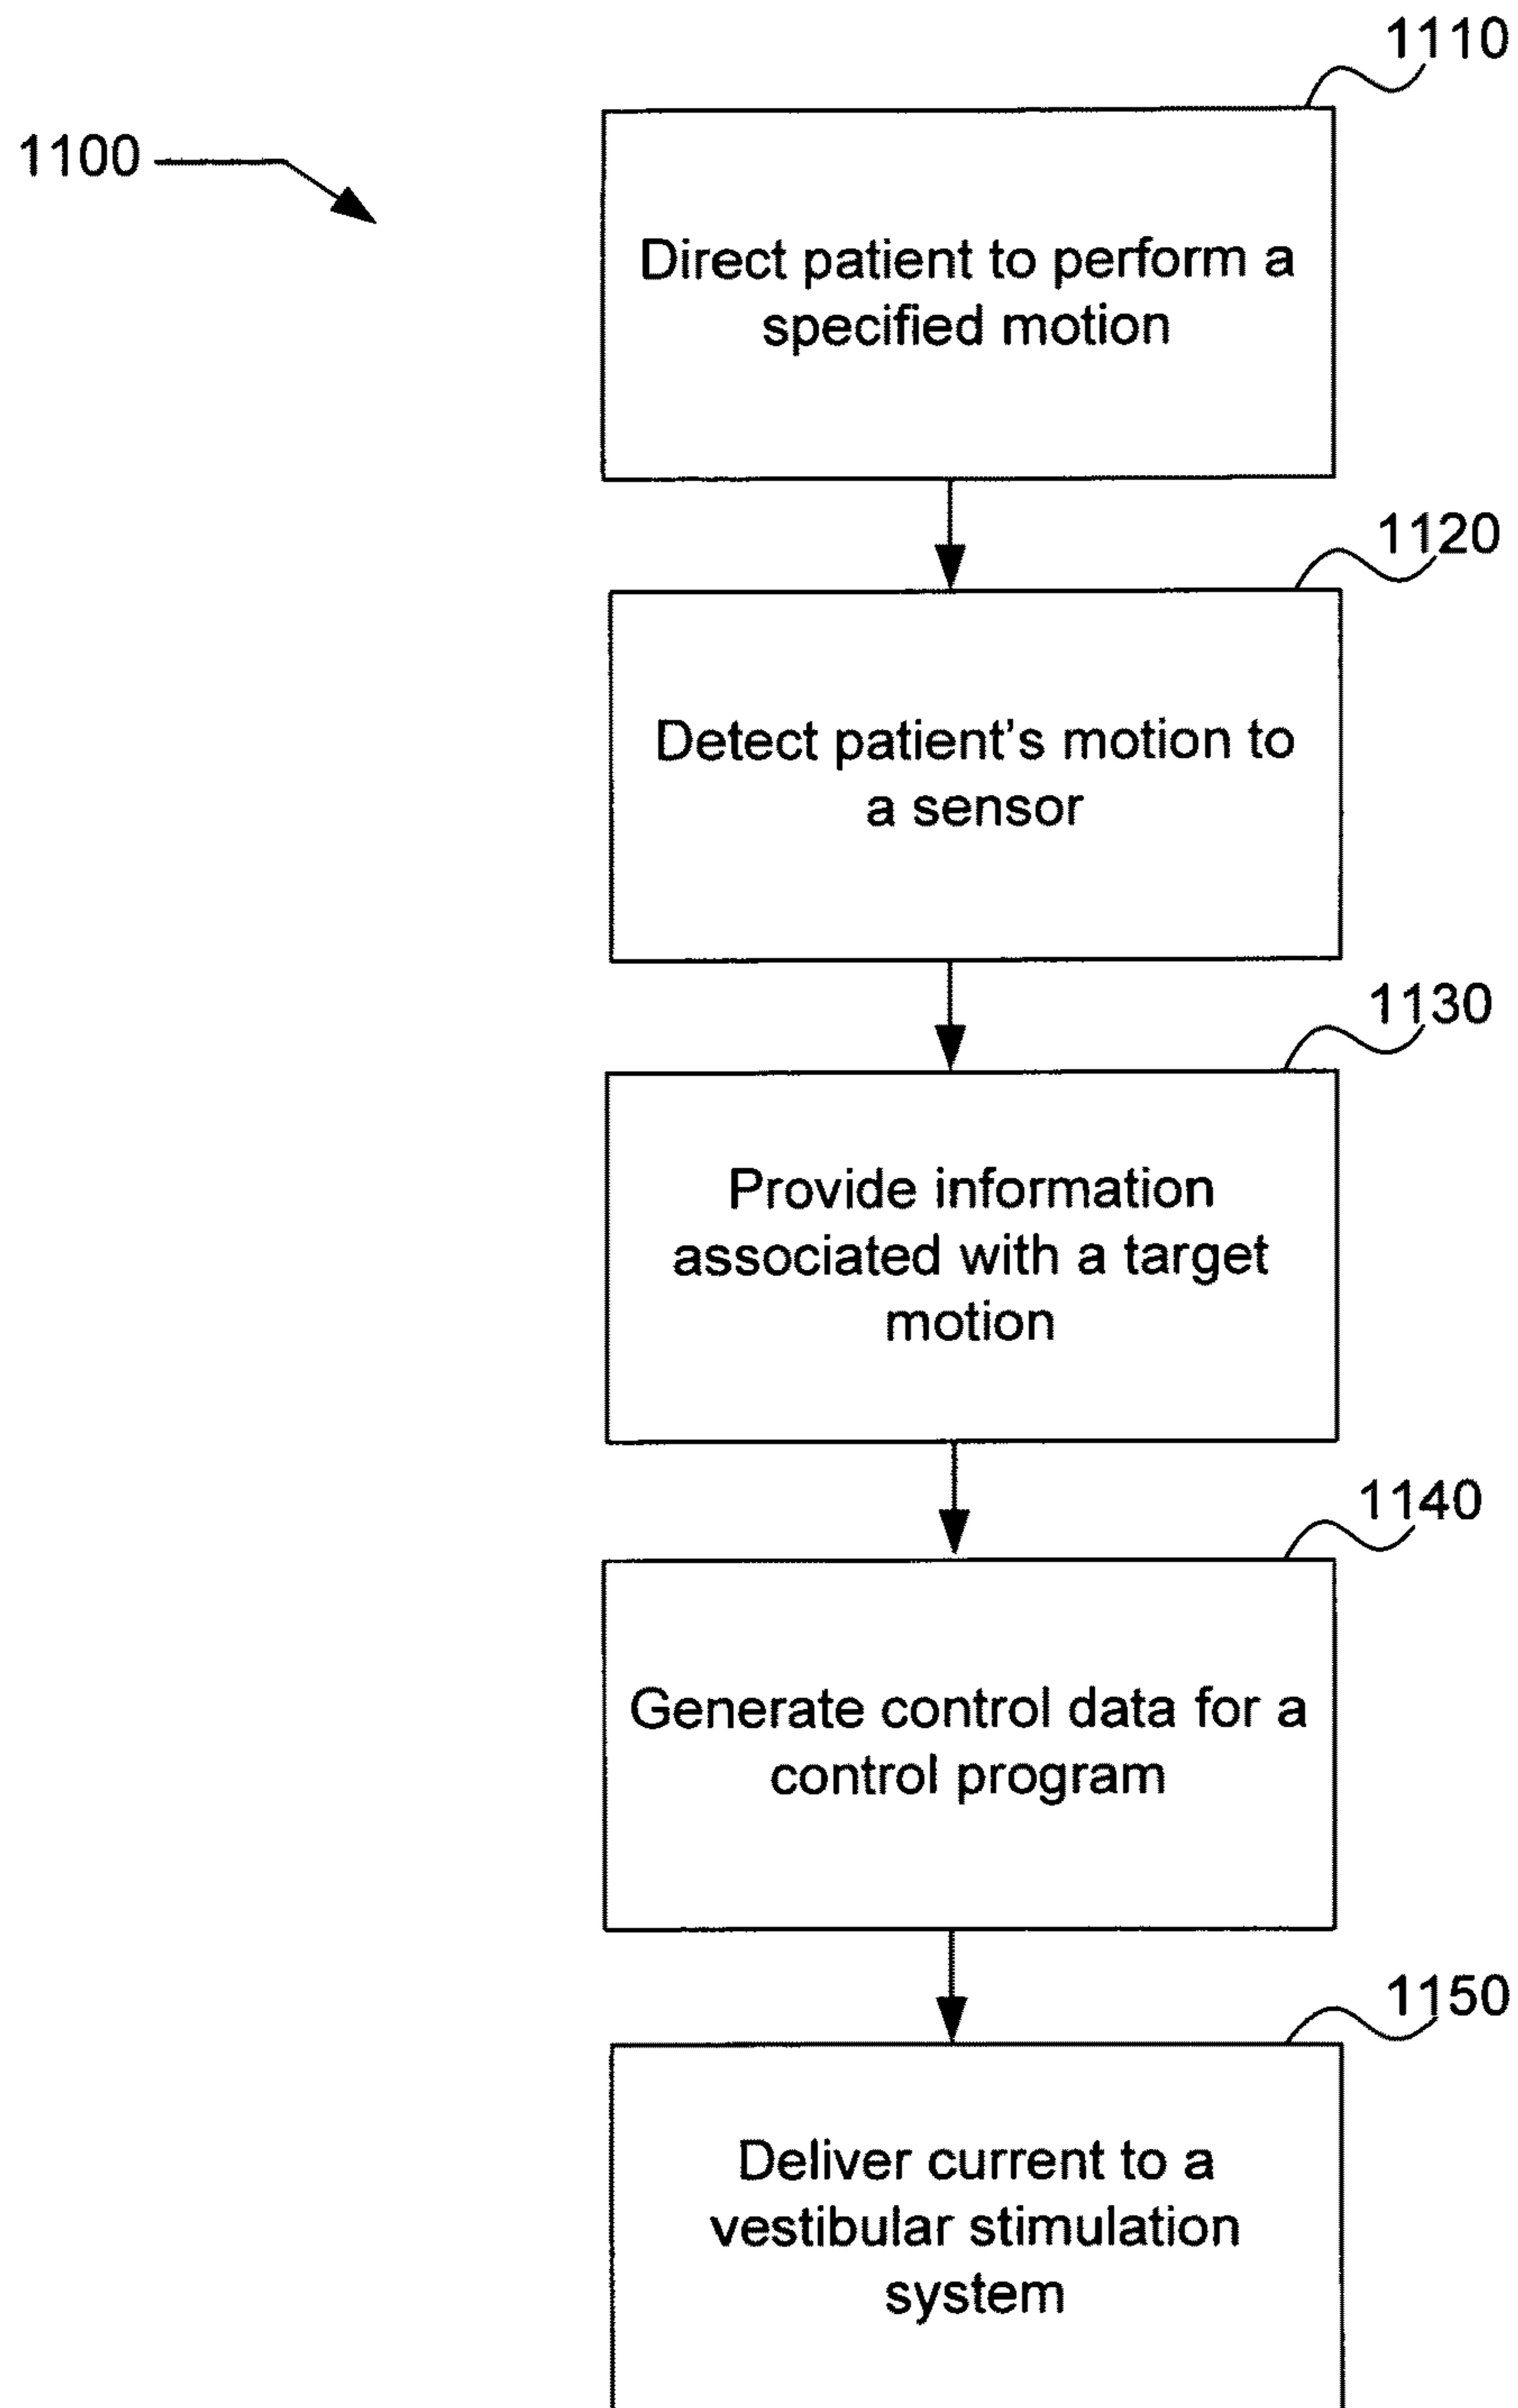 1110
1100
Direct patient to perform a
specified motion
1120
Detect patient's motion to
a sensor
1130
Provide information
associated with a target
motion
1140
Generate control data for a
control program
1150
Deliver current to a
vestibular stimulation
system